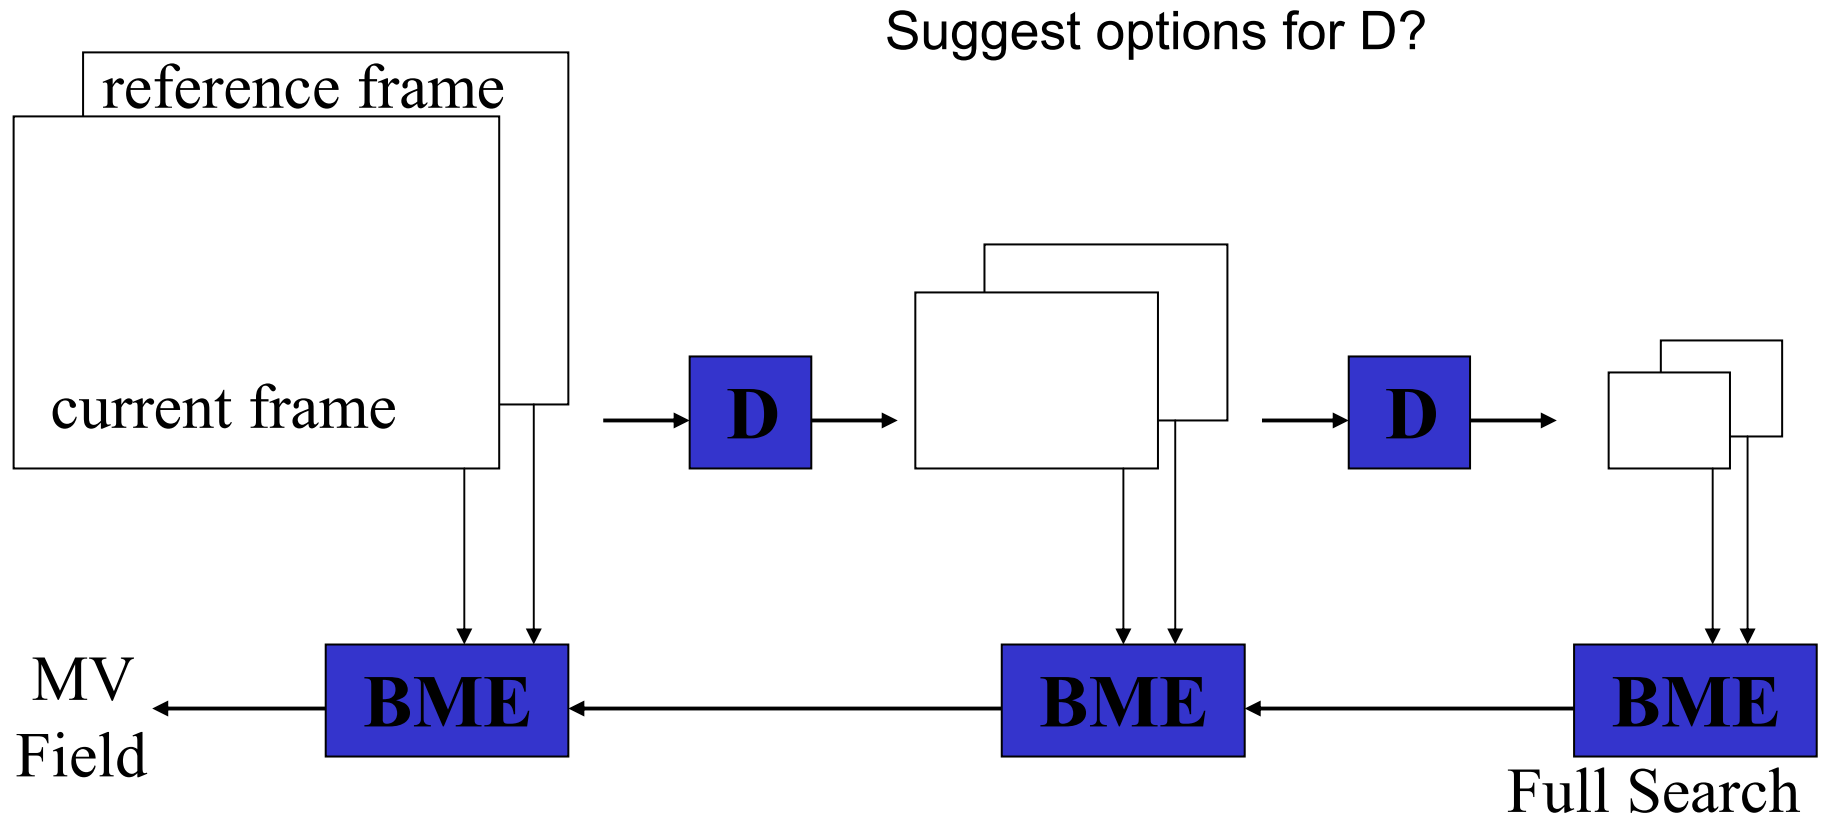 Suggest options for D?
reference frame
current frame
D
D
MV
Field
BME
BME
BME
Full Search